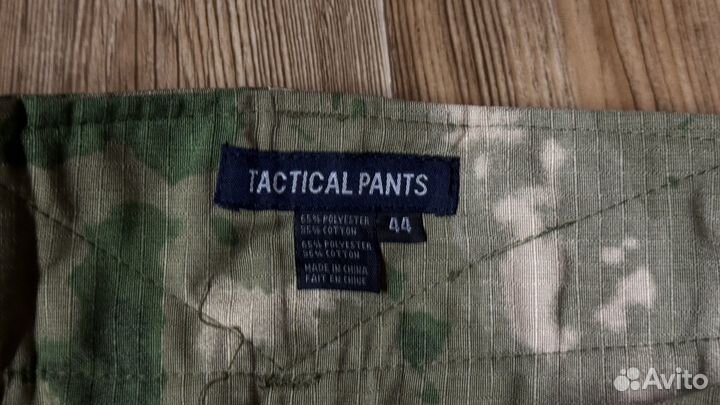 TACTICAL PANTS
44
65% POLYESTER
35% COTTON
65% POLYESTER
35% COTTON
MADE IN CHINA
FAIT EN CHINE
Avito